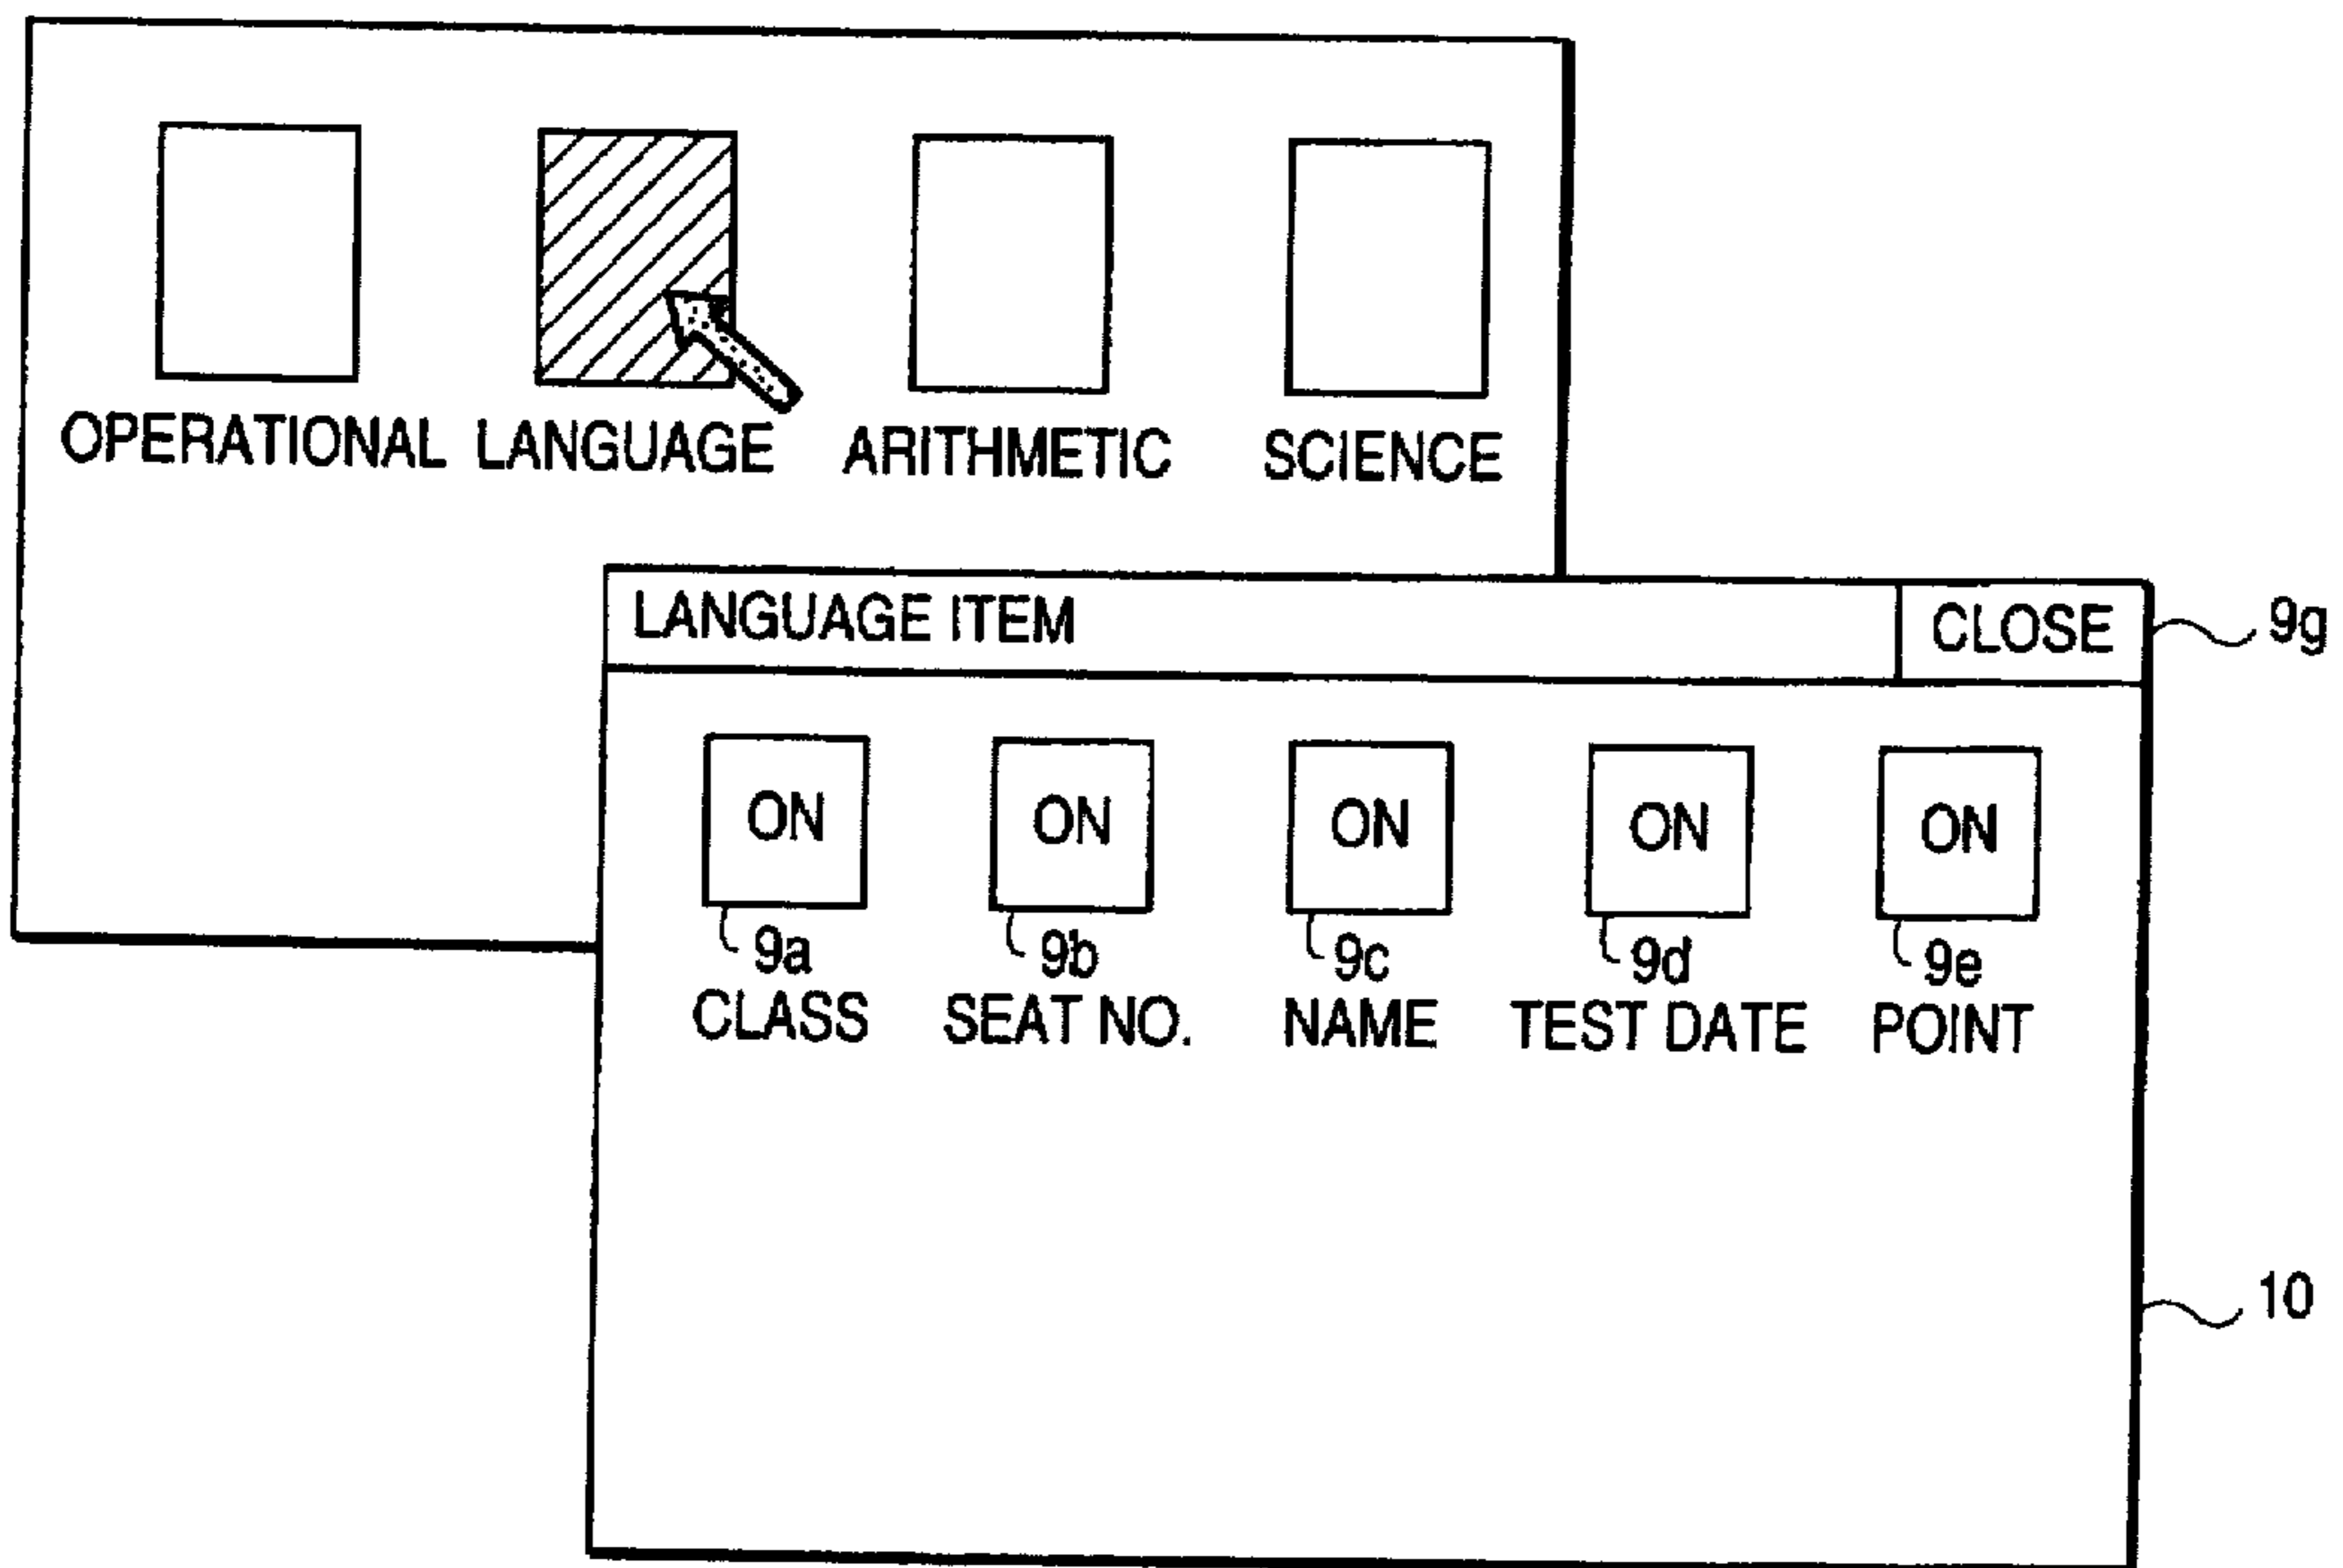 OPERATIONAL LANGUAGE ARITHMETIC SCIENCE
LANGUAGE ITEM CLOSE 9g
ON ON ON ON ON
9a 9b 9c 9d 9e
CLASS SEAT NO. NAME TEST DATE POINT
10